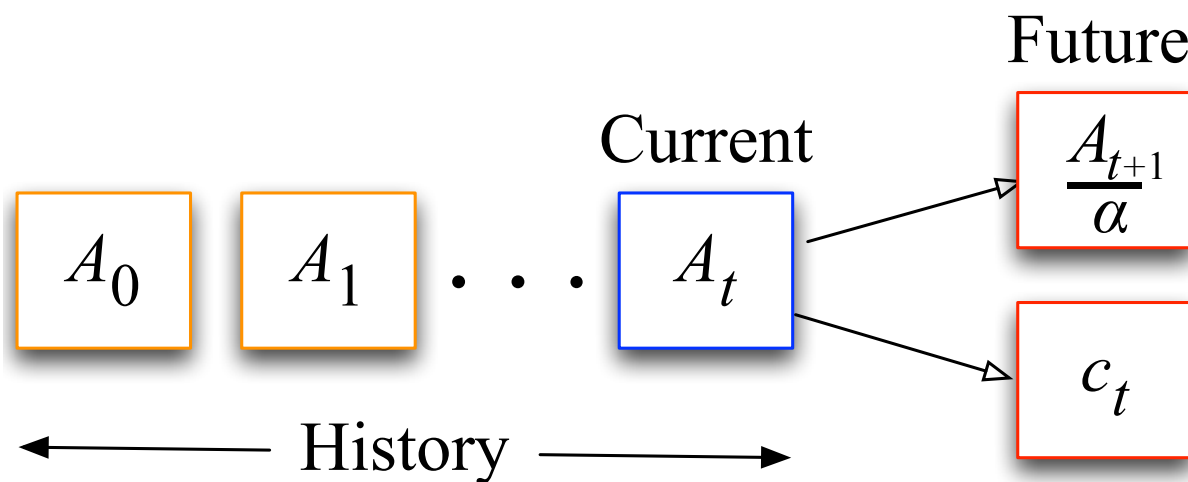 Future
Current
A_{t+1}
α
A_0 A_1 . . . A_t
c_t
History